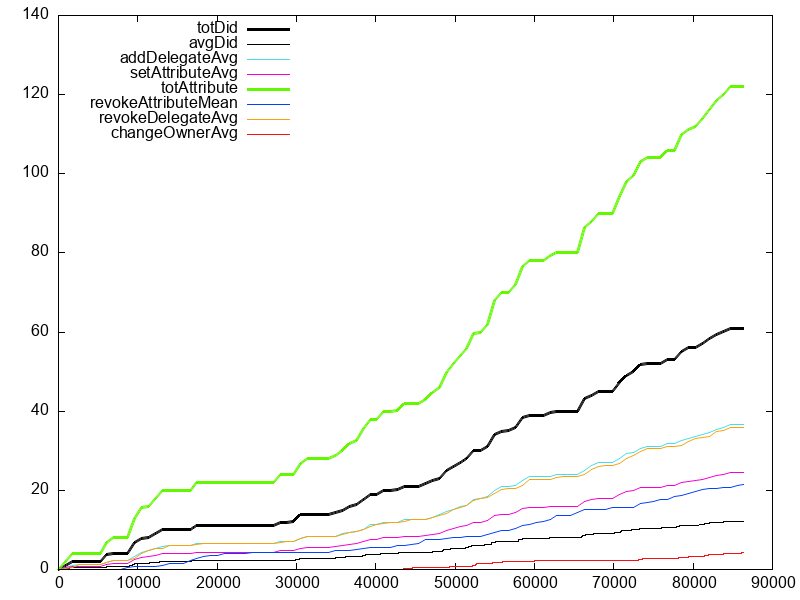 140
120
100
80
60
40
20
0
totDid
avgDid
addDelegateAvg
setAttributeAvg
totAttribute
revokeAttributeMean
revokeDelegateAvg
changeOwnerAvg
0 10000 20000 30000 40000 50000 60000 70000 80000 90000